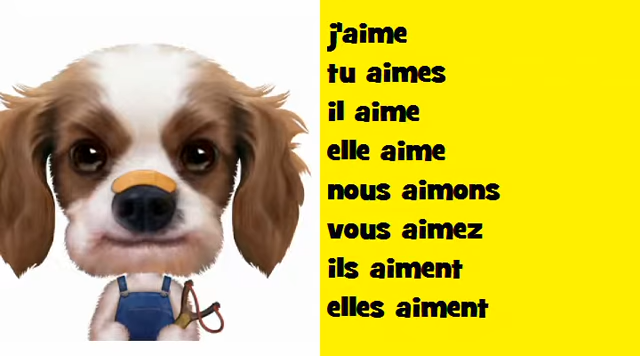 j'aime
tu aimes
il aime
elle aime
nous aimons
vous aimez
ils aiment
elles aiment